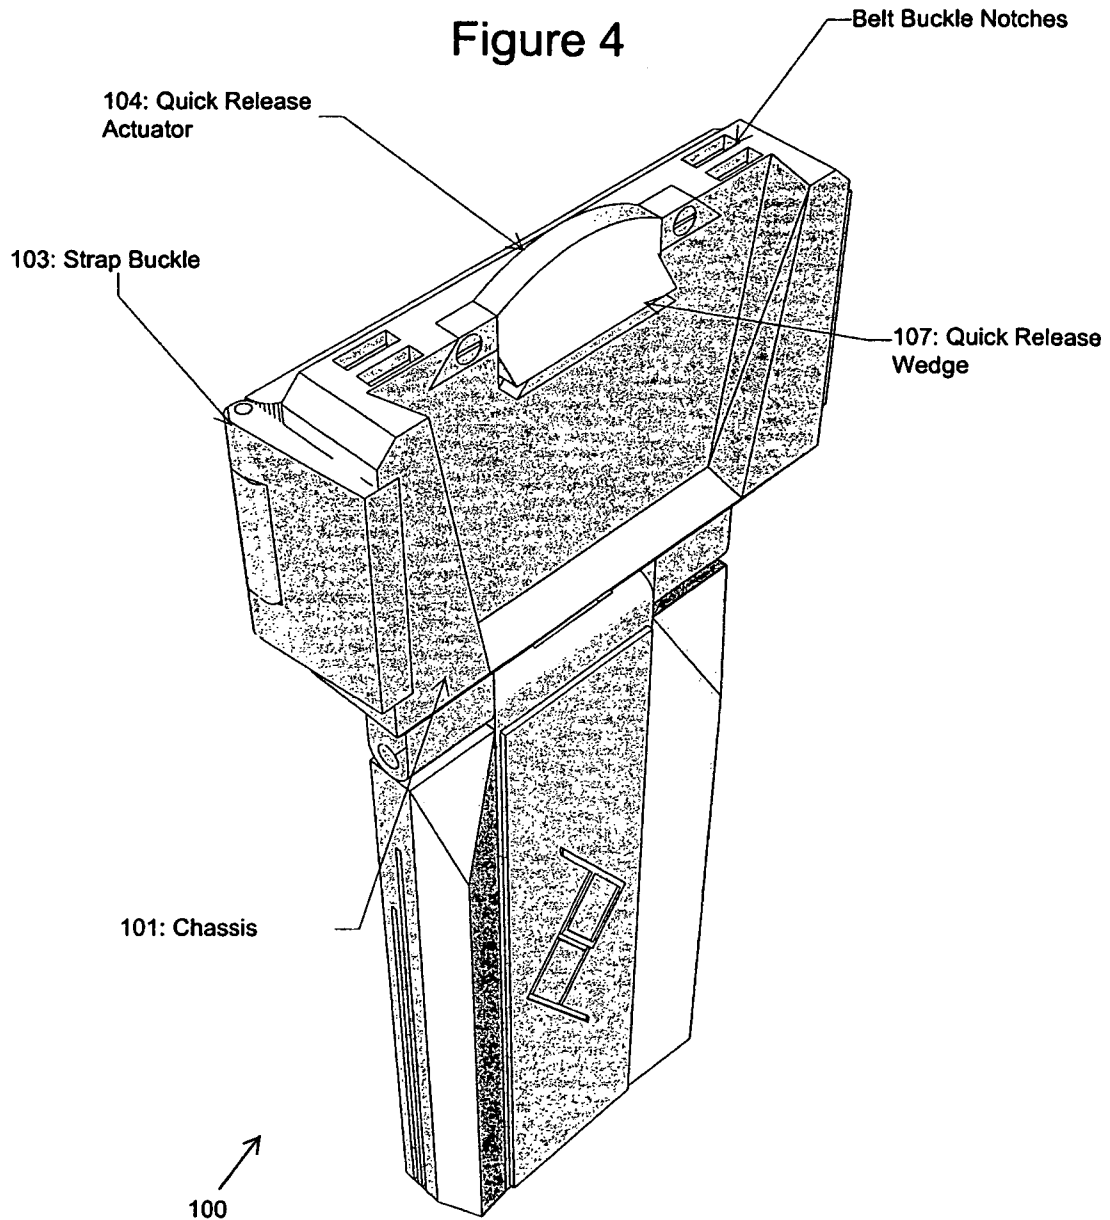 Figure 4
Belt Buckle Notches
104: Quick Release
Actuator
103: Strap Buckle
107: Quick Release
Wedge
101: Chassis
100